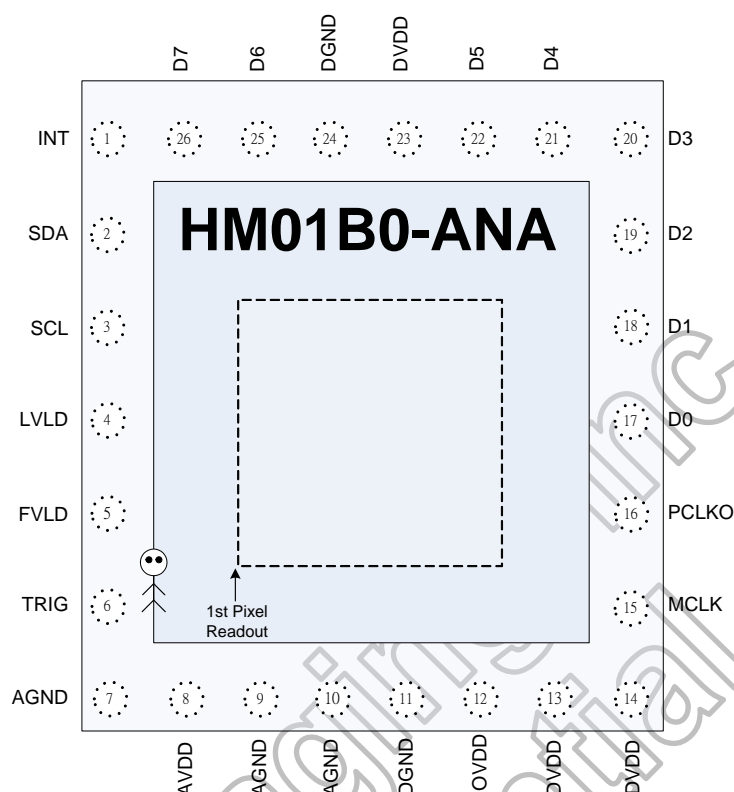 D7 D6 DGND DVDD D5 D4
INT 1 26 25 24 23 22 21 20 D3
HM01B0-ANA
SDA 2 19 D2
SCL 3 18 D1
LVLD 4 17 D0
FVLD 5 16 PCLKO
TRIG 6 15 MCLK
1st Pixel
Readout
AGND 7 8 9 10 11 12 13 14
AVDD AGND AGND DGND OVDD DVDD DVDD